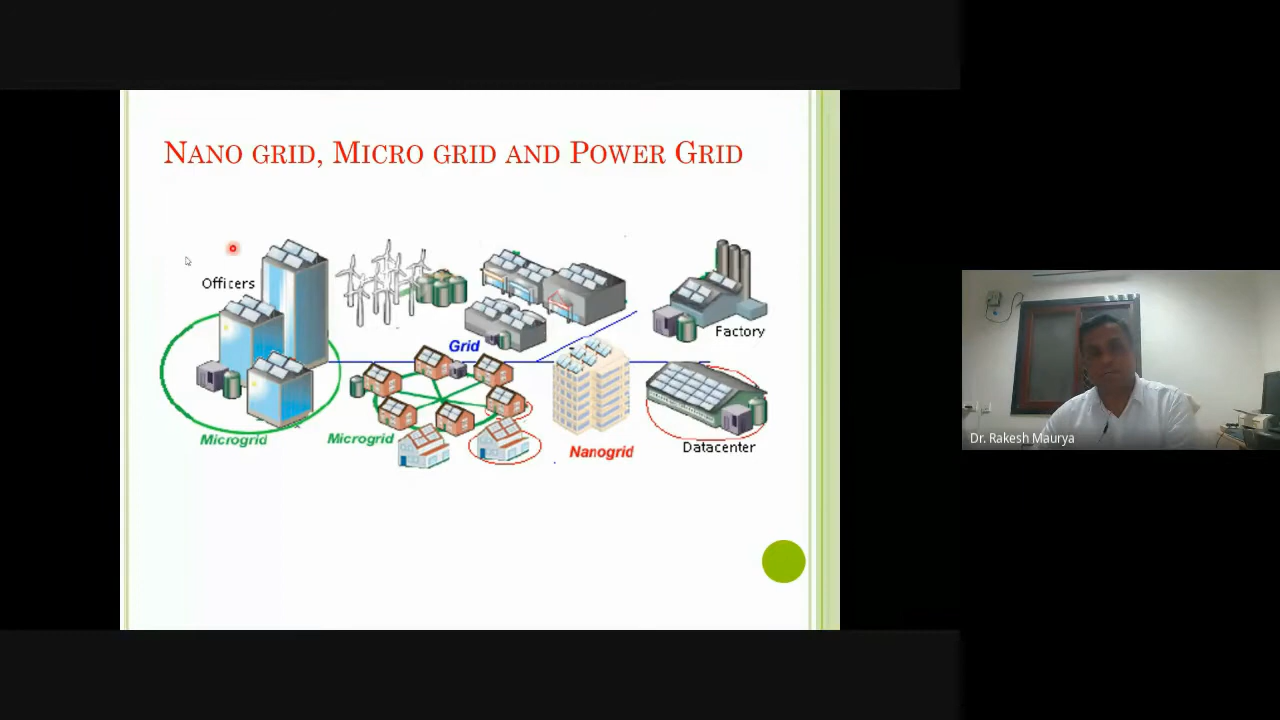 NANO GRID, MICRO GRID AND POWER GRID
Officers
Factory
Grid
Microgrid
Microgrid
Nanogrid
Datacenter
Dr. Rakesh Maurya